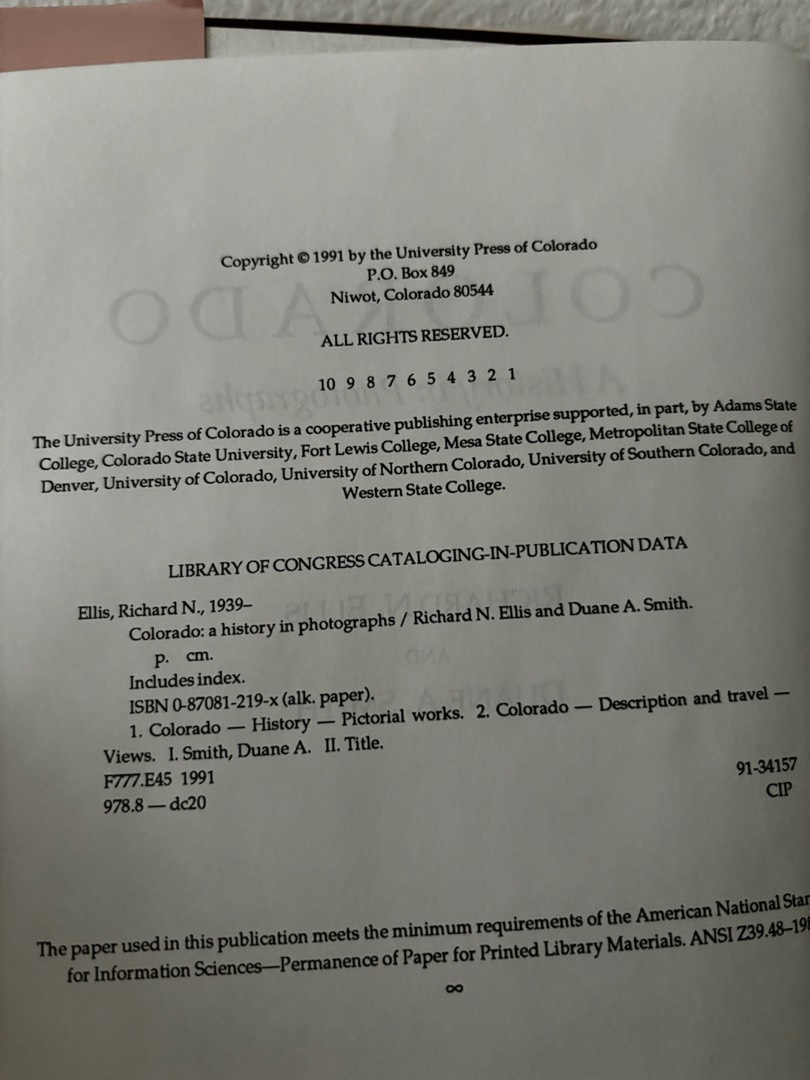 Copyright © 1991 by the University Press of Colorado
P.O. Box 849
Niwot, Colorado 80544
ALL RIGHTS RESERVED.
10 9 8 7 6 5 4 3 2 1
The University Press of Colorado is a cooperative publishing enterprise supported, in part, by Adams State
College, Colorado State University, Fort Lewis College, Mesa State College, Metropolitan State College of
Denver, University of Colorado, University of Northern Colorado, University of Southern Colorado, and
Western State College.
LIBRARY OF CONGRESS CATALOGING-IN-PUBLICATION DATA
Ellis, Richard N., 1939–
Colorado: a history in photographs / Richard N. Ellis and Duane A. Smith.
p. cm.
Includes index.
ISBN 0-87081-219-x (alk. paper).
1. Colorado — History — Pictorial works. 2. Colorado — Description and travel —
Views. I. Smith, Duane A. II. Title.
F777.E45 1991
978.8 — dc20
91-34157
CIP
The paper used in this publication meets the minimum requirements of the American National
for Information Sciences—Permanence of Paper for Printed Library Materials. ANSI Z39.48–
∞